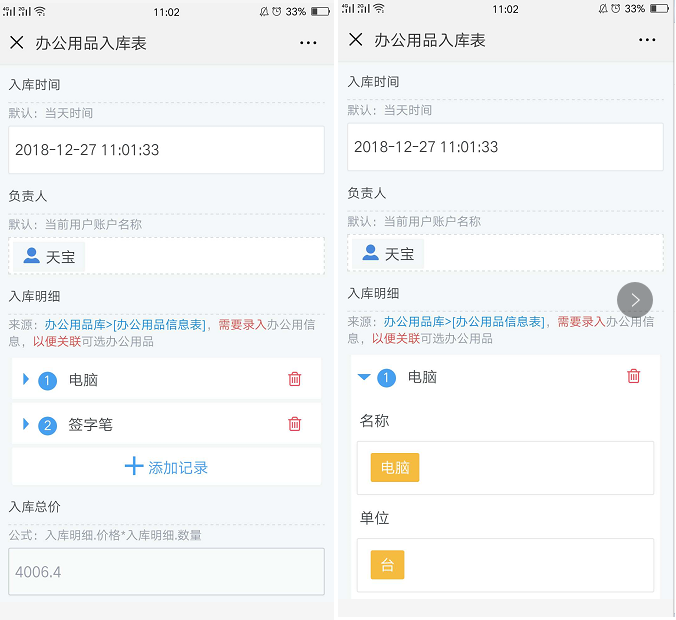 11:02
33%
办公用品入库表
入库时间
默认：当天时间
2018-12-27 11:01:33
负责人
默认：当前用户账户名称
天宝
入库明细
来源：办公用品库>[办公用品信息表]，需要录入办公用信
息，以便关联可选办公用品
1 电脑
2 签字笔
添加记录
入库总价
公式：入库明细.价格*入库明细.数量
4006.4
11:02
33%
办公用品入库表
入库时间
默认：当天时间
2018-12-27 11:01:33
负责人
默认：当前用户账户名称
天宝
入库明细
来源：办公用品库>[办公用品信息表]，需要录入办公用信
息，以便关联可选办公用品
1 电脑
名称
电脑
单位
台